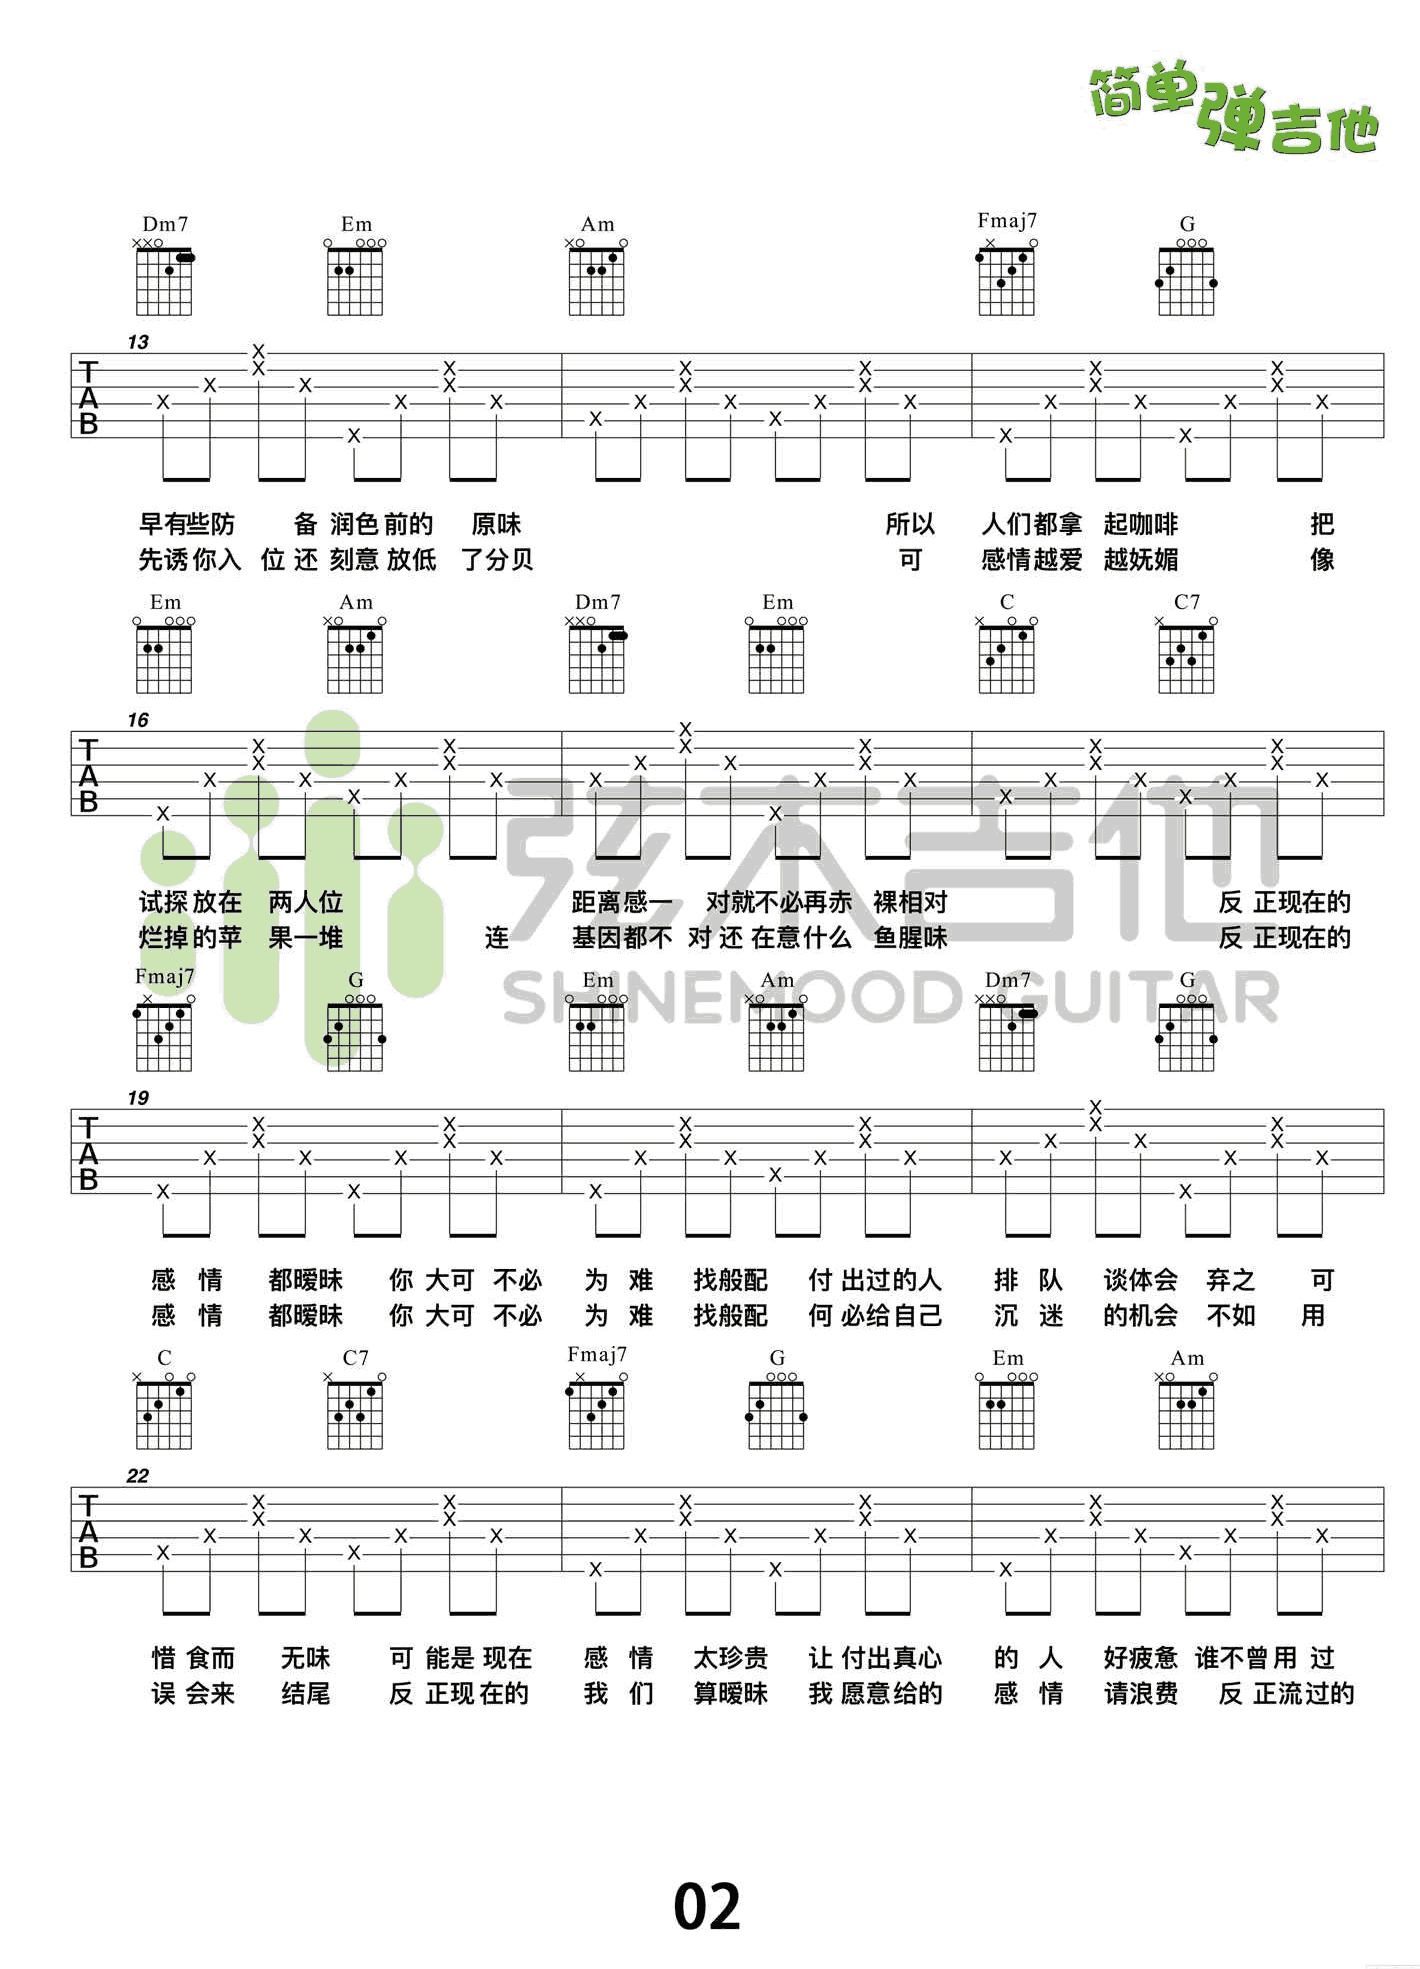 简单弹吉他
Dm7 Em Am Fmaj7 G
13
TAB
早有些防 备 润色前的 原味 所以 人们都拿 起咖啡 把
先诱你入 位还 刻意放低 了分贝 可 感情越爱 越妩媚 像
Em Am Dm7 Em C C7
16
TAB
弦木吉他
SHINEMOOD GUITAR
试探放在 两人位 距离感一 对就不必再赤 裸相对 反正现在的
烂掉的苹 果一堆 连 基因都不 对还在意什么 鱼腥味 反正现在的
Fmaj7 G Em Am Dm7 G
19
TAB
感 情 都暧昧 你 大可 不必 为 难 找般配 付 出过的人 排 队 谈体会 弃之 可
感 情 都暧昧 你 大可 不必 为 难 找般配 何 必给自己 沉 迷 的机会 不如 用
C C7 Fmaj7 G Em Am
22
TAB
惜 食而 无味 可 能是 现在 感 情 太珍贵 让 付出真心 的 人 好疲惫 谁不曾用过
误 会来 结尾 反 正现在的 我 们 算暧昧 我 愿意给的 感 情 请浪费 反 正流过的
02